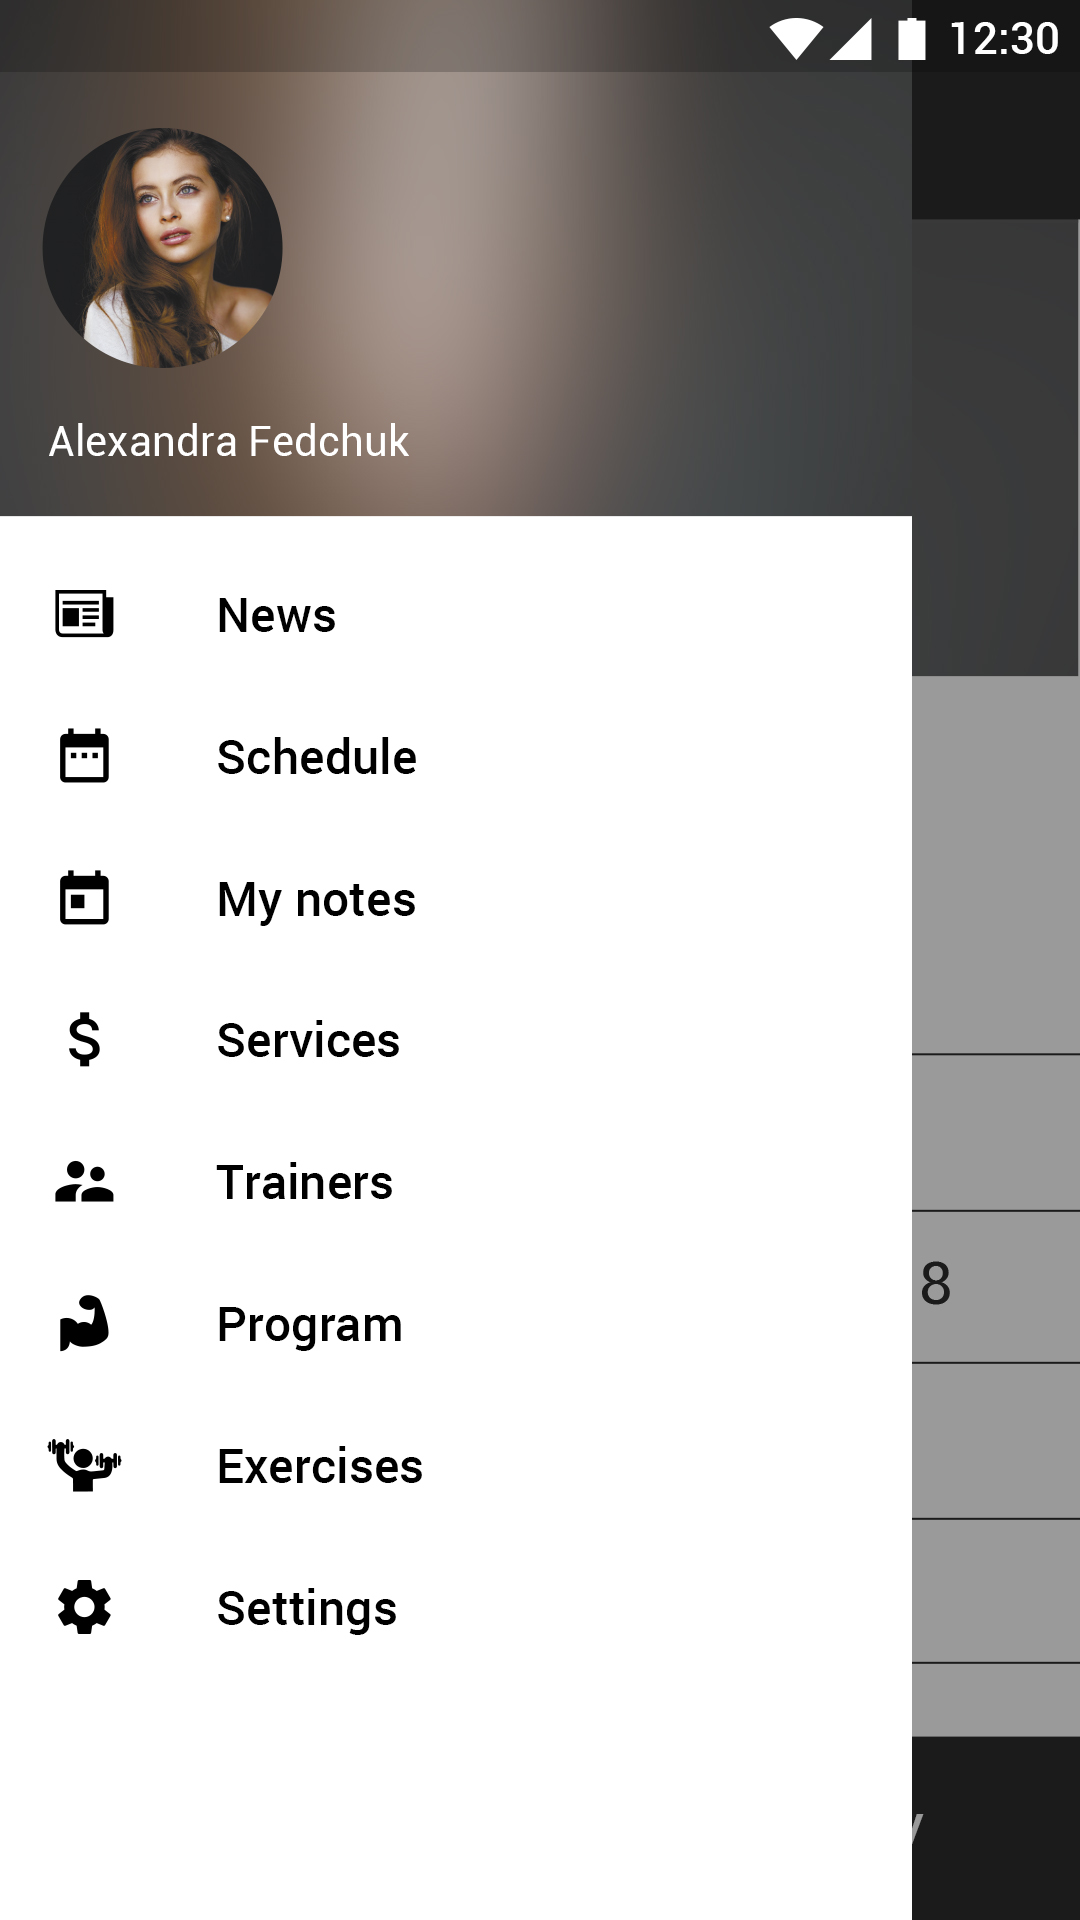 12:30
Alexandra Fedchuk
News
Schedule
My notes
Services
Trainers
Program
8
Exercises
Settings